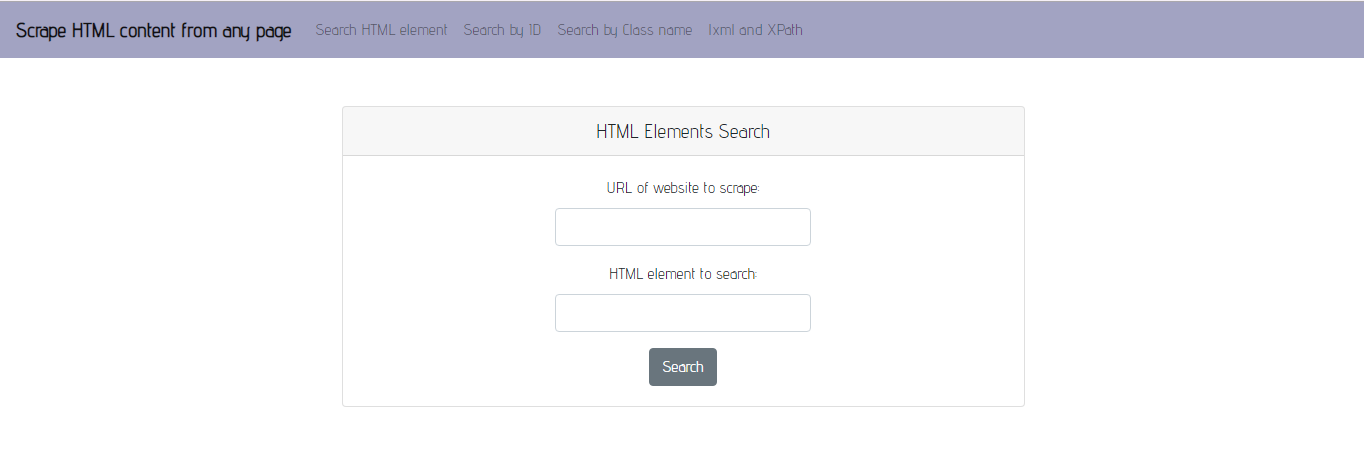 Scrape HTML content from any page Search HTML element Search by ID Search by Class name lxml and XPath
HTML Elements Search
URL of website to scrape:
HTML element to search:
Search